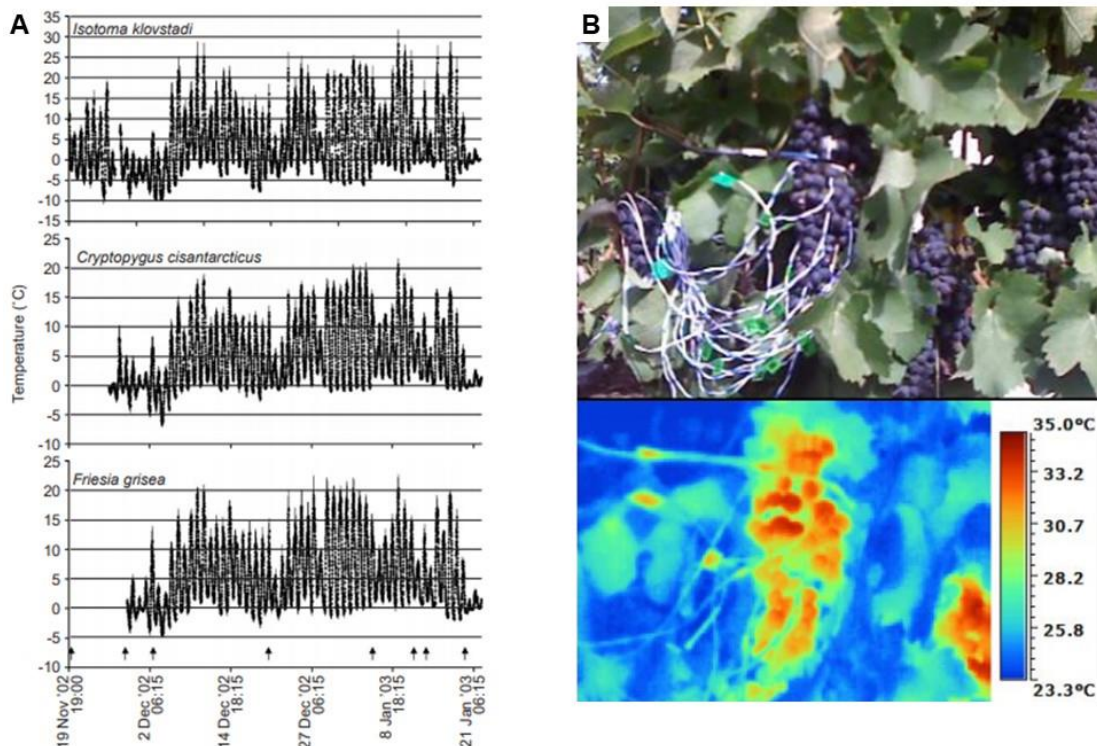 A
Isotoma klovstadi
35
30
25
20
15
10
5
0
-5
-10
-15
Cryptopygus cisantarcticus
25
20
15
10
5
0
-5
-10
Temperature (˚C)
Friesia grisea
25
20
15
10
5
0
-5
-10
19 Nov '02
19:00
2 Dec '02
06:15
14 Dec '02
18:15
27 Dec '02
06:15
8 Jan '03
18:15
21 Jan '03
06:15
B
35.0°C
33.2
30.7
28.2
25.8
23.3°C